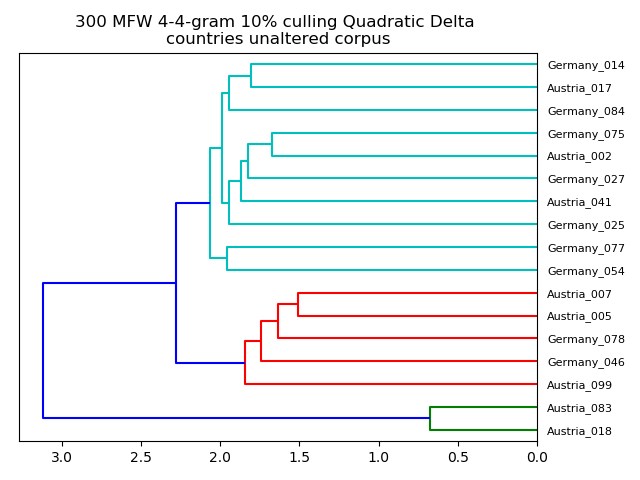 300 MFW 4-4-gram 10% culling Quadratic Delta
countries unaltered corpus
Germany_014
Austria_017
Germany_084
Germany_075
Austria_002
Germany_027
Austria_041
Germany_025
Germany_077
Germany_054
Austria_007
Austria_005
Germany_078
Germany_046
Austria_099
Austria_083
Austria_018
3.0 2.5 2.0 1.5 1.0 0.5 0.0